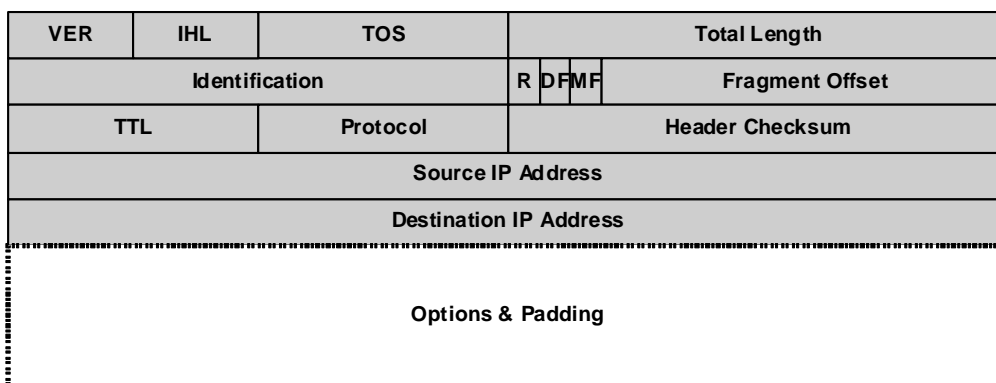 VER IHL TOS Total Length
Identification R DF MF Fragment Offset
TTL Protocol Header Checksum
Source IP Address
Destination IP Address
Options & Padding